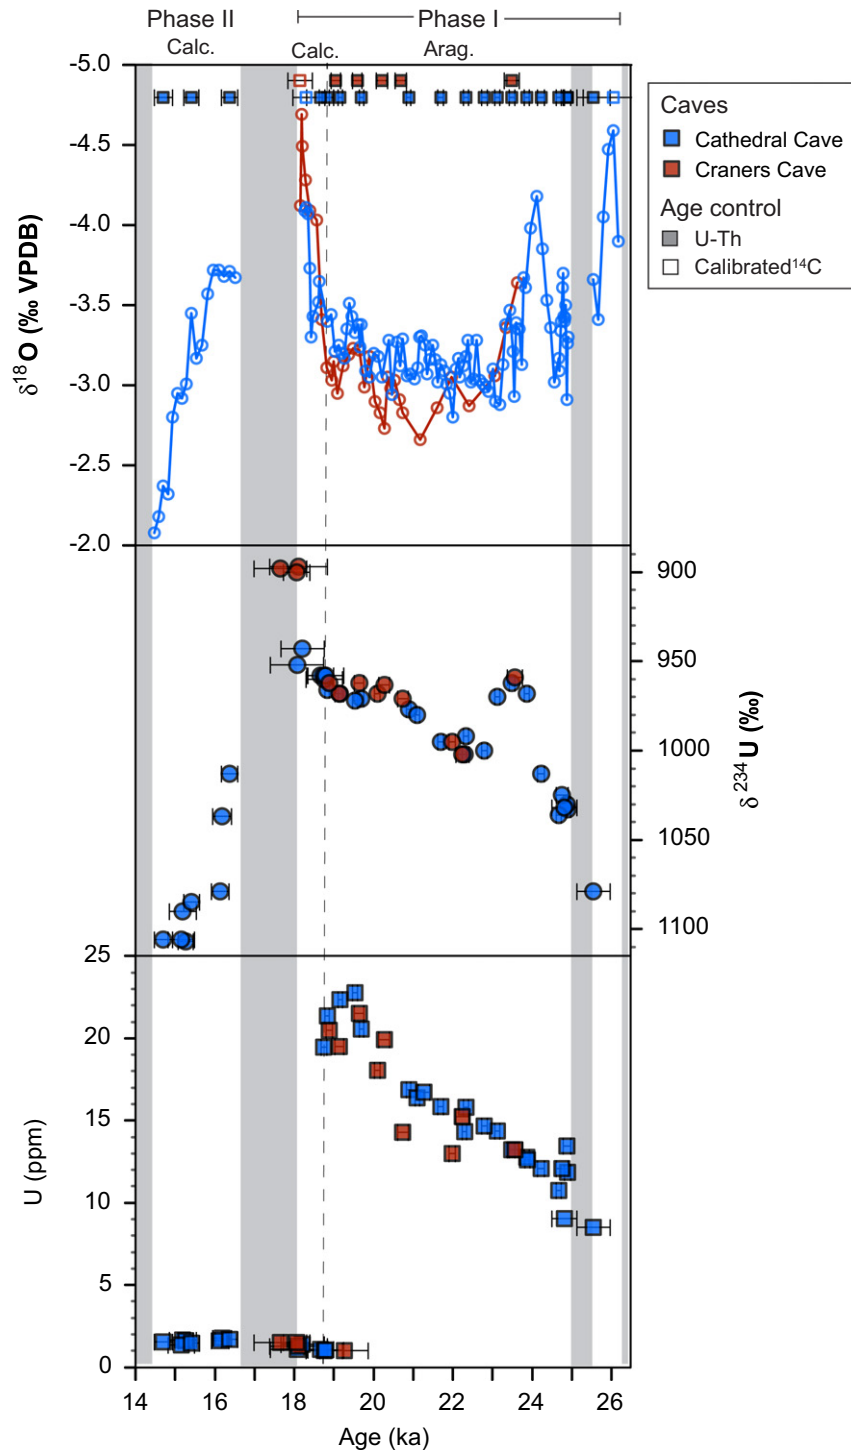 Phase II
Phase I
Calc.
Calc.
Arag.
-5.0
-4.5
-4.0
-3.5
-3.0
-2.5
-2.0
δ18O (‰ VPDB)
Caves
Cathedral Cave
Craners Cave
Age control
U-Th
Calibrated14C
900
950
1000
1050
1100
δ234U (‰)
25
20
15
10
5
0
U (ppm)
14 16 18 20 22 24 26
Age (ka)